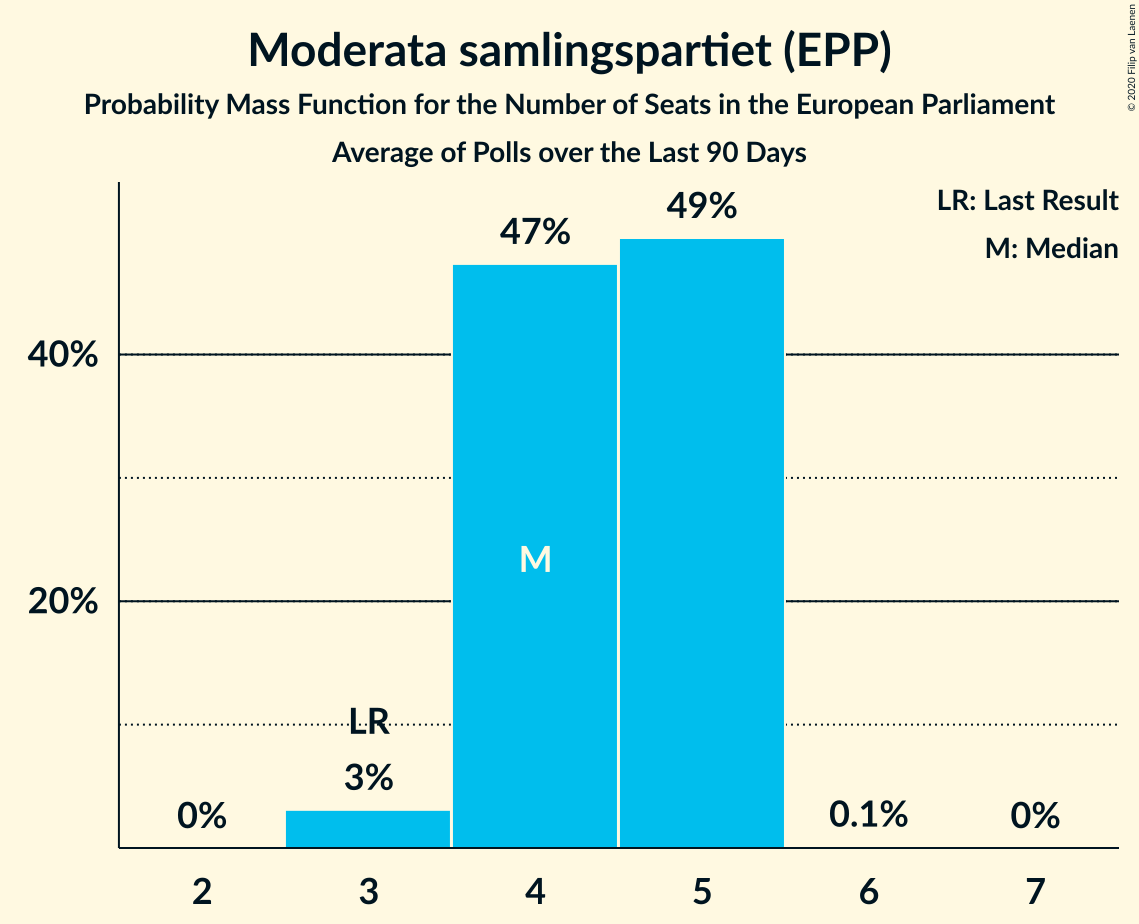 Moderata samlingspartiet (EPP)
Probability Mass Function for the Number of Seats in the European Parliament
Average of Polls over the Last 90 Days
© 2020 Filip van Laenen
LR: Last Result
M: Median
49%
47%
40%
M
20%
LR
3%
0%
0.1%
0%
2 3 4 5 6 7